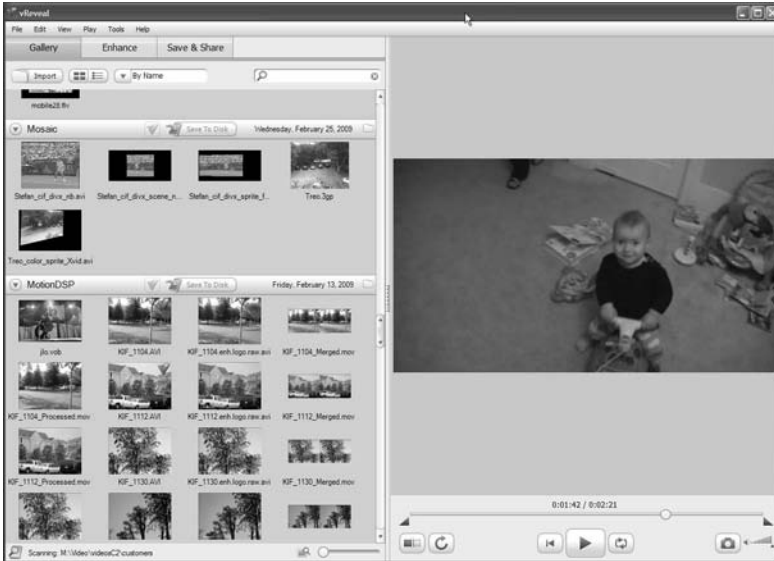 vReveal
File Edit View Play Tools Help
Gallery Enhance Save & Share
Import By Name
mobile28.flv
Mosaic Save To Disk Wednesday, February 25, 2009
Stefan_cif_divx_nb.avi Stefan_cif_divx_scene_n... Stefan_cif_divx_sprite_f... Treo.3gp
Treo_color_sprite_Xvid.avi
MotionDSP Save To Disk Friday, February 13, 2009
jlo.vob KIF_1104.AVI KIF_1104.enh.logo.raw.avi KIF_1104_Merged.mov
KIF_1104_Processed.mov KIF_1112.AVI KIF_1112.enh.logo.raw.avi KIF_1112_Merged.mov
KIF_1112_Processed.mov KIF_1130.AVI KIF_1130.enh.logo.raw.avi KIF_1130_Merged.mov
0:01:42 / 0:02:21
Scanning: M:\Video\videosC2\customers